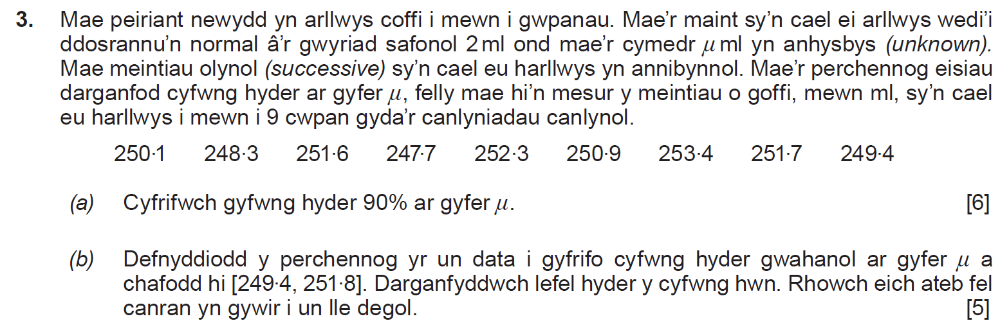 3. Mae peiriant newydd yn arllwys coffi i mewn i gwpanau. Mae'r maint sy'n cael ei arllwys wedi'i
ddosrannu'n normal â'r gwyriad safonol 2 ml ond mae'r cymedr μ ml yn anhysbys (unknown).
Mae meintiau olynol (successive) sy'n cael eu harllwys yn annibynnol. Mae'r perchennog eisiau
darganfod cyfwng hyder ar gyfer μ, felly mae hi'n mesur y meintiau o goffi, mewn ml, sy'n cael
eu harllwys i mewn i 9 cwpan gyda'r canlyniadau canlynol.
250·1 248·3 251·6 247·7 252·3 250·9 253·4 251·7 249·4
(a) Cyfrifwch gyfwng hyder 90% ar gyfer μ. [6]
(b) Defnyddiodd y perchennog yr un data i gyfrifo cyfwng hyder gwahanol ar gyfer μ a
chafodd hi [249·4, 251·8]. Darganfyddwch lefel hyder y cyfwng hwn. Rhowch eich ateb fel
canran yn gywir i un lle degol. [5]